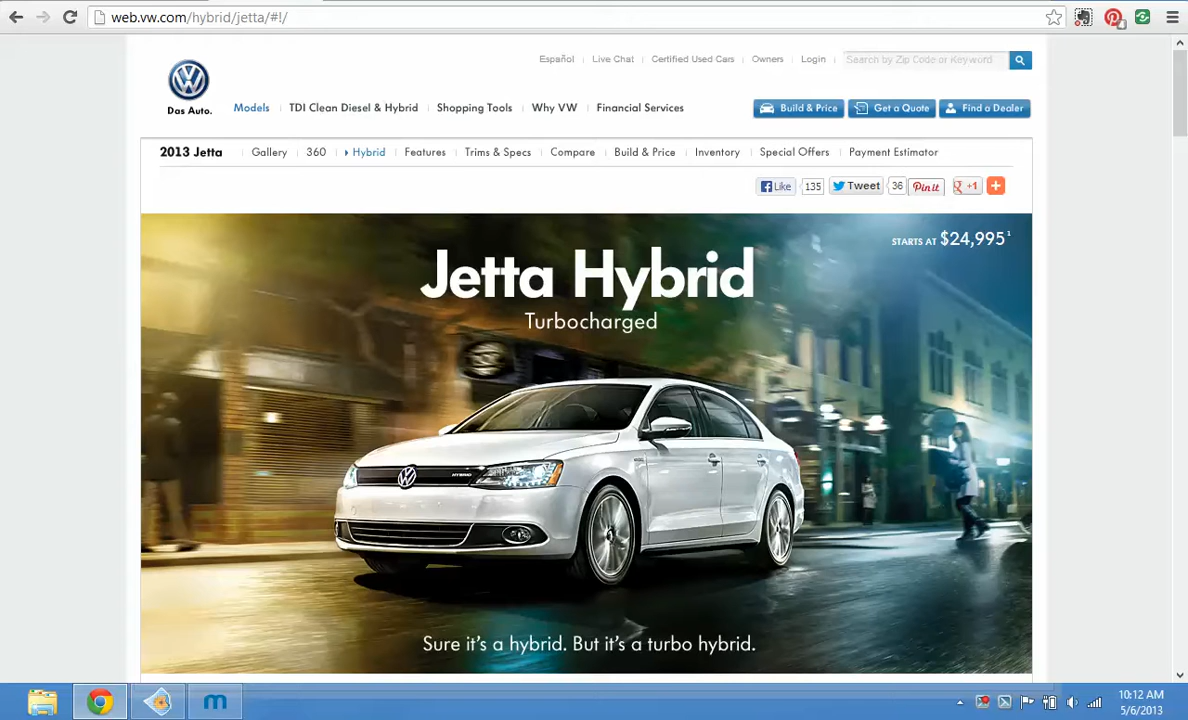 web.vw.com/hybrid/jetta/#!/
Español Live Chat Certified Used Cars Owners Login Search by Zip Code or Keyword
Das Auto.
Models TDI Clean Diesel & Hybrid Shopping Tools Why VW Financial Services Build & Price Get a Quote Find a Dealer
2013 Jetta Gallery 360 Hybrid Features Trims & Specs Compare Build & Price Inventory Special Offers Payment Estimator
Like 135 Tweet 36 Pin it +1
STARTS AT $24,995¹
Jetta Hybrid
Turbocharged
HYBRID
Sure it's a hybrid. But it's a turbo hybrid.
m
10:12 AM
5/6/2013